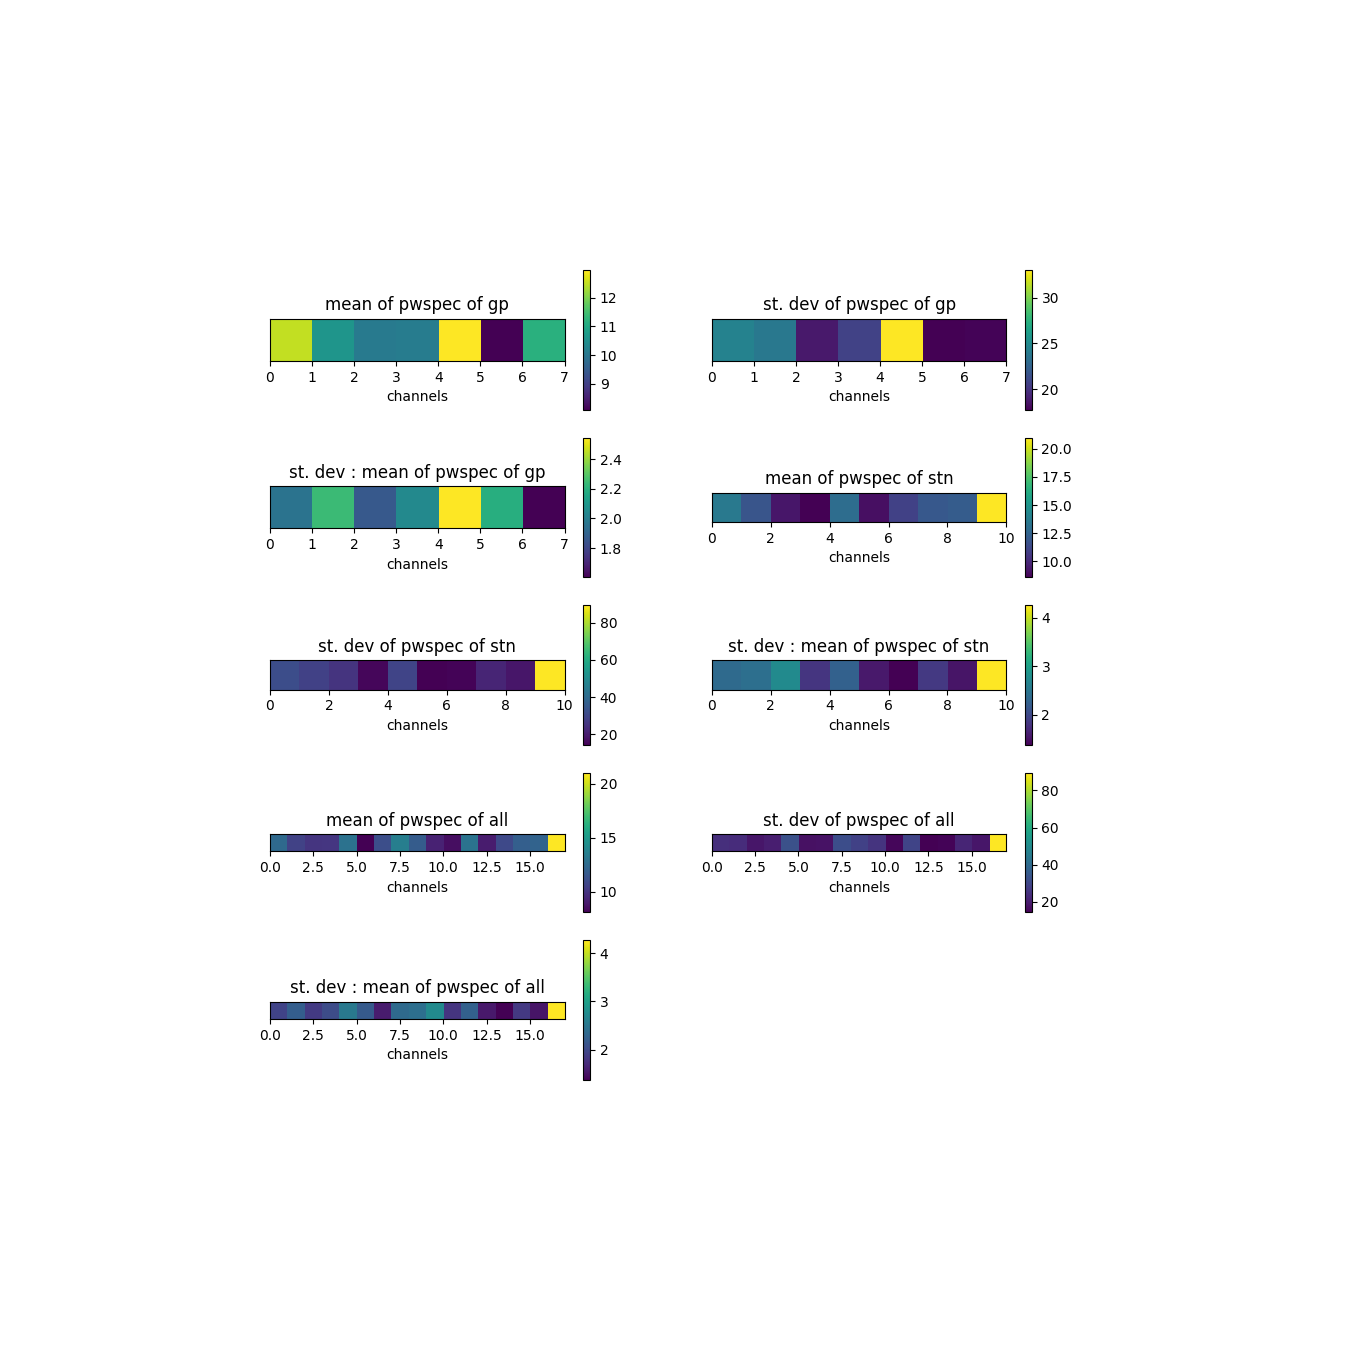 mean of pwspec of gp
0 1 2 3 4 5 6 7
channels
12
11
10
9
st. dev of pwspec of gp
0 1 2 3 4 5 6 7
channels
30
25
20
st. dev : mean of pwspec of gp
0 1 2 3 4 5 6 7
channels
2.4
2.2
2.0
1.8
mean of pwspec of stn
0 2 4 6 8 10
channels
20.0
17.5
15.0
12.5
10.0
st. dev of pwspec of stn
0 2 4 6 8 10
channels
80
60
40
20
st. dev : mean of pwspec of stn
0 2 4 6 8 10
channels
4
3
2
mean of pwspec of all
0.0 2.5 5.0 7.5 10.0 12.5 15.0
channels
20
15
10
st. dev of pwspec of all
0.0 2.5 5.0 7.5 10.0 12.5 15.0
channels
80
60
40
20
st. dev : mean of pwspec of all
0.0 2.5 5.0 7.5 10.0 12.5 15.0
channels
4
3
2